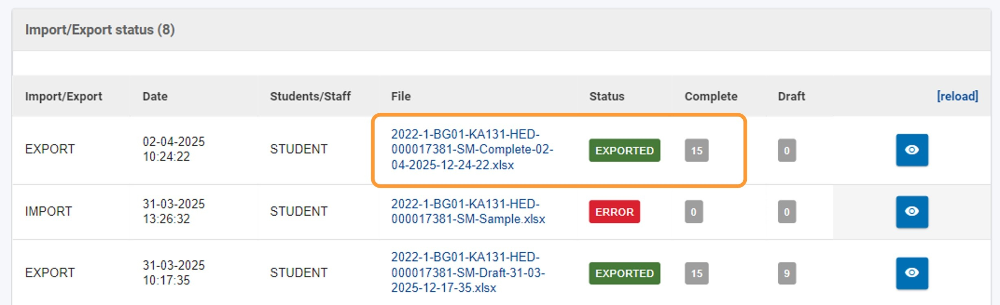 Import/Export status (8)
Import/Export Date Students/Staff File Status Complete Draft [reload]
EXPORT 02-04-2025 10:24:22 STUDENT 2022-1-BG01-KA131-HED-000017381-SM-Complete-02-04-2025-12-24-22.xlsx EXPORTED 15 0
IMPORT 31-03-2025 13:26:32 STUDENT 2022-1-BG01-KA131-HED-000017381-SM-Sample.xlsx ERROR 0 0
EXPORT 31-03-2025 10:17:35 STUDENT 2022-1-BG01-KA131-HED-000017381-SM-Draft-31-03-2025-12-17-35.xlsx EXPORTED 15 9